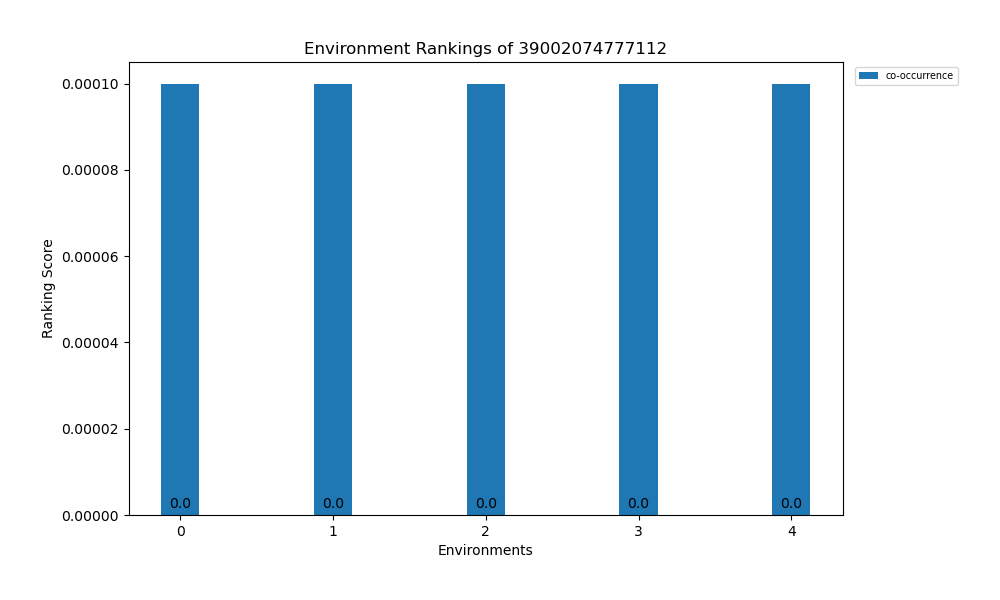 Environment Rankings of 39002074777112
co-occurrence
0.00010
0.00008
0.00006
0.00004
0.00002
0.00000
Ranking Score
0.0 0.0 0.0 0.0 0.0
0 1 2 3 4
Environments